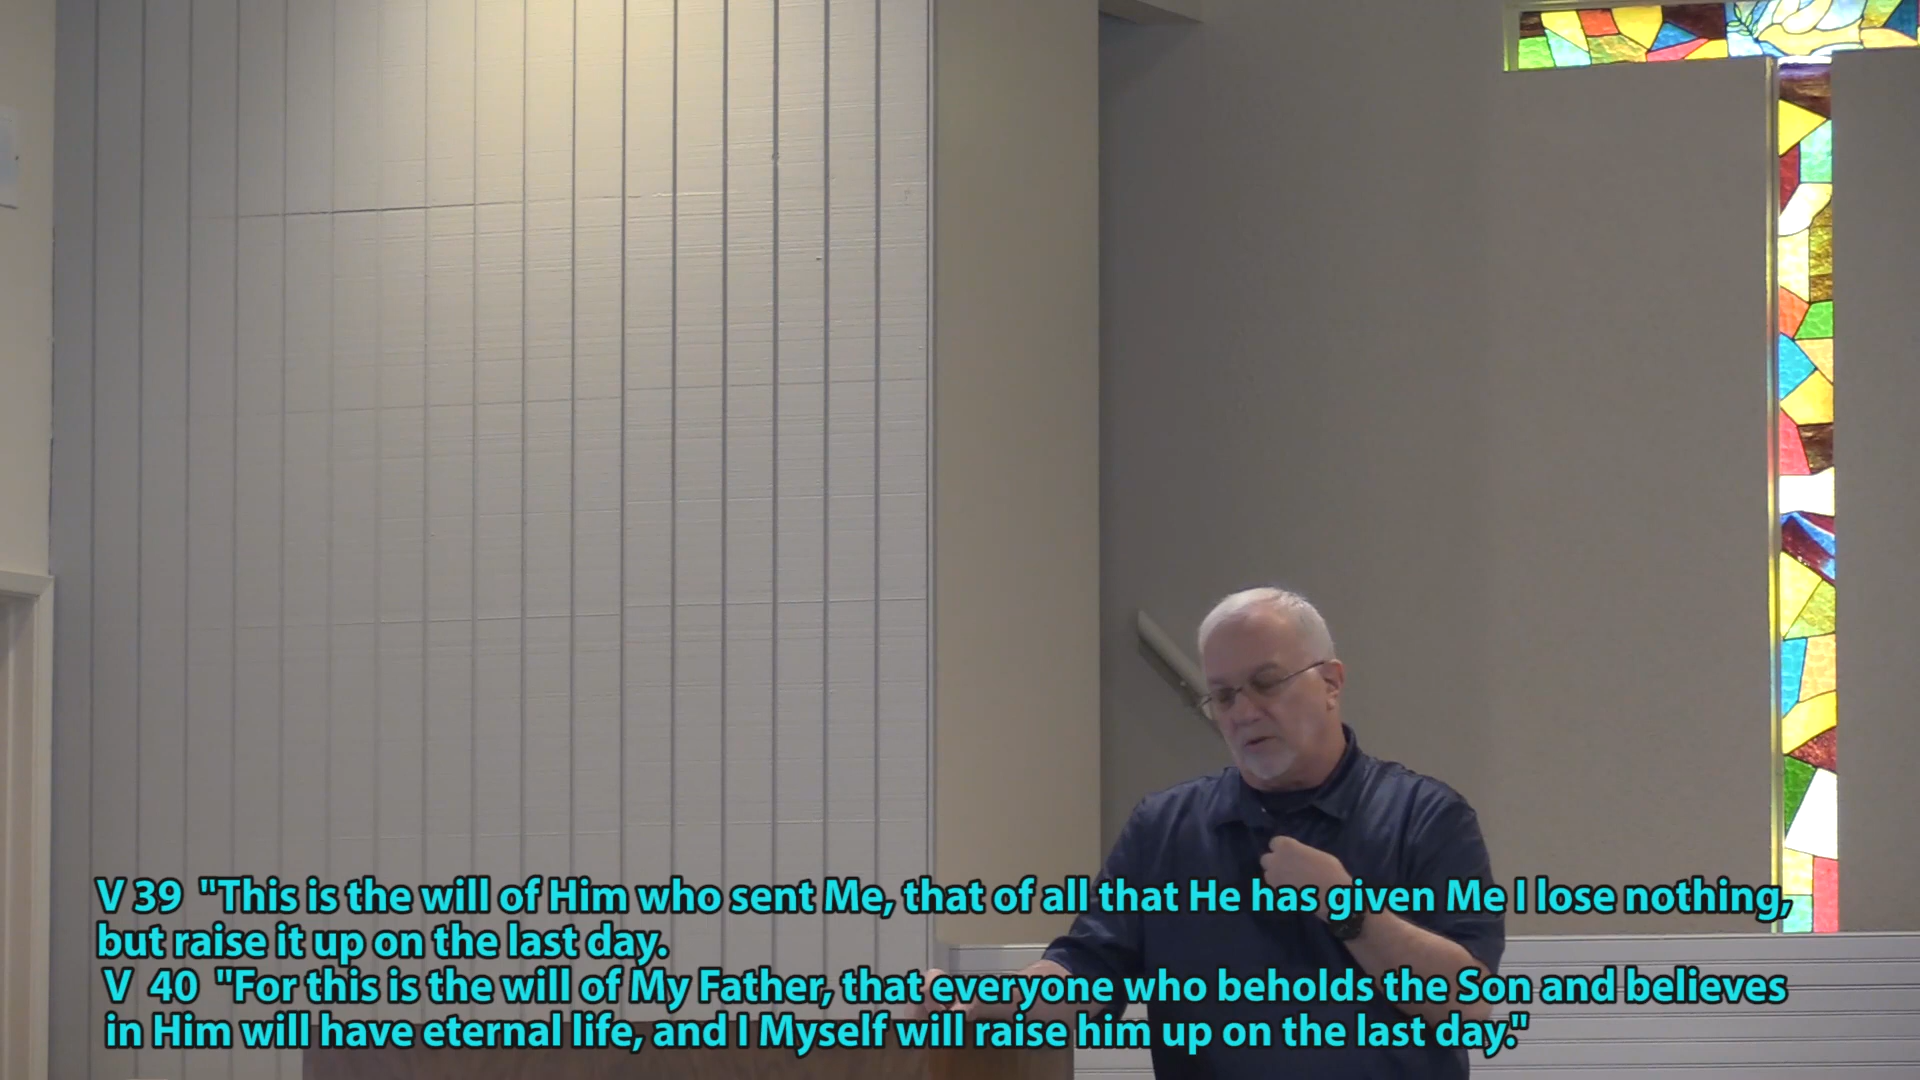 V 39 "This is the will of Him who sent Me, that of all that He has given Me I lose nothing,
but raise it up on the last day.
V 40 "For this is the will of My Father, that everyone who beholds the Son and believes
in Him will have eternal life, and I Myself will raise him up on the last day."